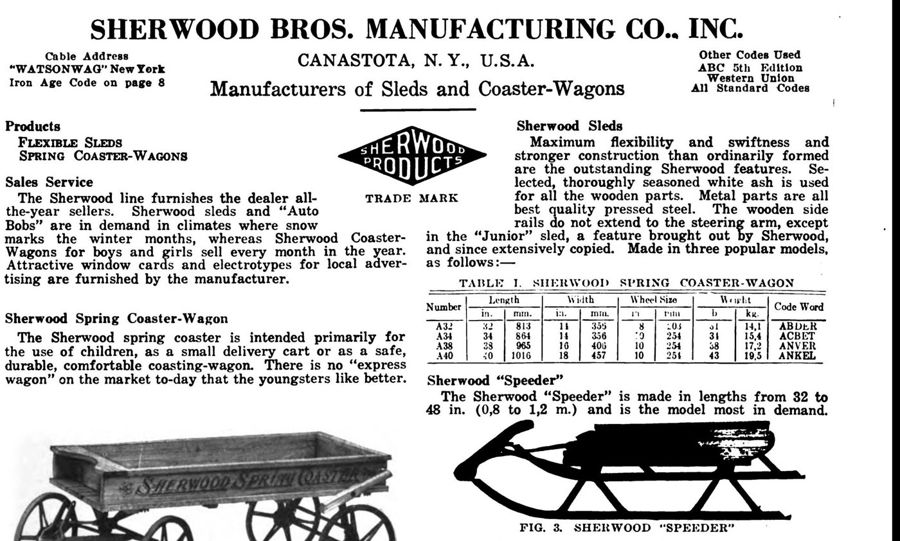 SHERWOOD BROS. MANUFACTURING CO., INC.
Cable Address
"WATSONWAG" New York
Iron Age Code on page 8
CANASTOTA, N. Y., U.S.A.
Manufacturers of Sleds and Coaster-Wagons
Other Codes Used
ABC 5th Edition
Western Union
All Standard Codes
Products
FLEXIBLE SLEDS
SPRING COASTER-WAGONS
Sales Service
The Sherwood line furnishes the dealer all-
the-year sellers. Sherwood sleds and "Auto
Bobs" are in demand in climates where snow
marks the winter months, whereas Sherwood Coaster-
Wagons for boys and girls sell every month in the year.
Attractive window cards and electrotypes for local adver-
tising are furnished by the manufacturer.
Sherwood Spring Coaster-Wagon
The Sherwood spring coaster is intended primarily for
the use of children, as a small delivery cart or as a safe,
durable, comfortable coasting-wagon. There is no "express
wagon" on the market to-day that the youngsters like better.
SHERWOOD SPRING COASTER
SHERWOOD
PRODUCTS
TRADE MARK
Sherwood Sleds
Maximum flexibility and swiftness and
stronger construction than ordinarily formed
are the outstanding Sherwood features. Se-
lected, thoroughly seasoned white ash is used
for all the wooden parts. Metal parts are all
best quality pressed steel. The wooden side
rails do not extend to the steering arm, except
in the "Junior" sled, a feature brought out by Sherwood,
and since extensively copied. Made in three popular models,
as follows:—
TABLE I. SHERWOOD SPRING COASTER-WAGON
Number Length Width Wheel Size Weight Code Word
in. mm. in. mm. in mm kg.
A32 32 813 14 356 8 203 14,1 ABDER
A34 34 864 14 356 10 254 34 15,4 ACBET
A38 38 965 16 406 10 254 38 17,2 ANVER
A40 40 1016 18 457 10 254 43 19,5 ANKEL
Sherwood "Speeder"
The Sherwood "Speeder" is made in lengths from 32 to
48 in. (0,8 to 1,2 m.) and is the model most in demand.
FIG. 3. SHERWOOD "SPEEDER"